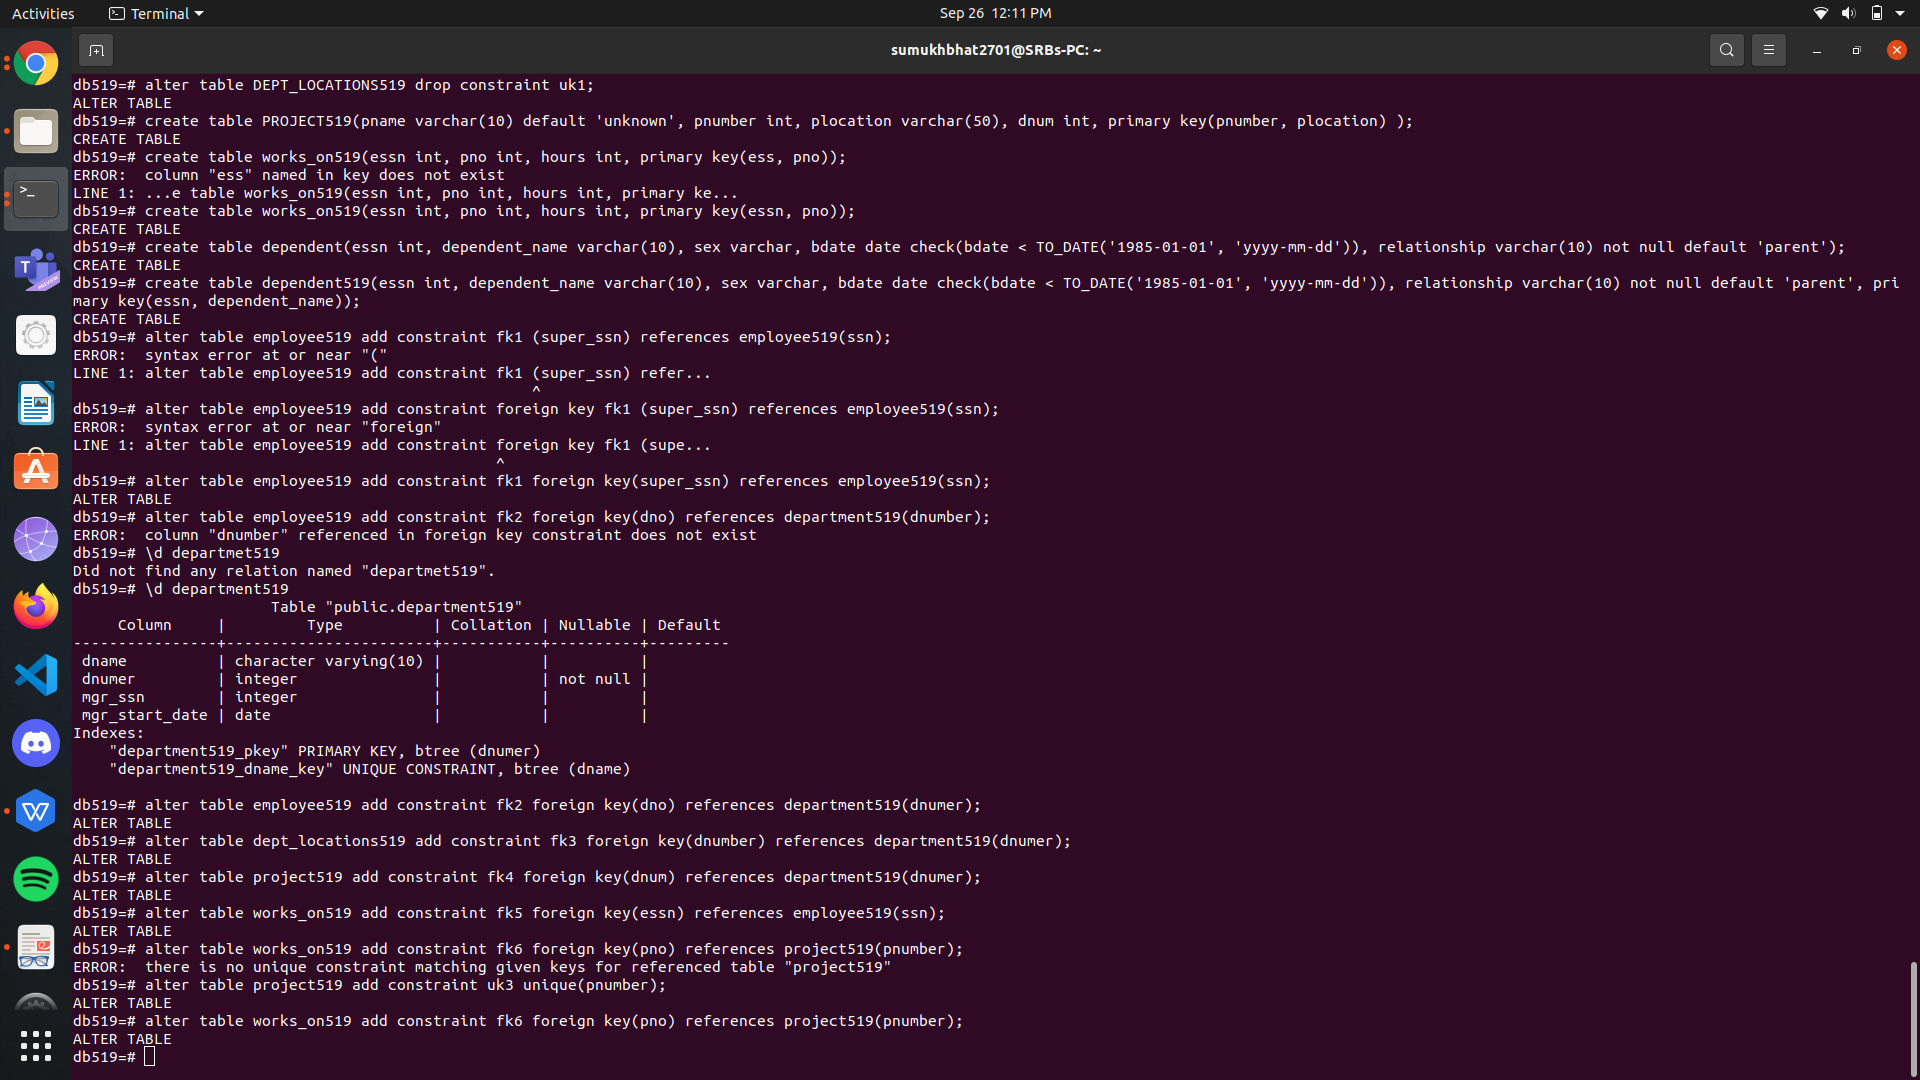 Activities
Terminal
Sep 26 12:11 PM
sumukhbhat2701@SRBs-PC: ~
db519=# alter table DEPT_LOCATIONS519 drop constraint uk1;
ALTER TABLE
db519=# create table PROJECT519(pname varchar(10) default 'unknown', pnumber int, plocation varchar(50), dnum int, primary key(pnumber, plocation) );
CREATE TABLE
db519=# create table works_on519(essn int, pno int, hours int, primary key(ess, pno));
ERROR:  column "ess" named in key does not exist
LINE 1: ...e table works_on519(essn int, pno int, hours int, primary ke...
db519=# create table works_on519(essn int, pno int, hours int, primary key(essn, pno));
CREATE TABLE
db519=# create table dependent(essn int, dependent_name varchar(10), sex varchar, bdate date check(bdate < TO_DATE('1985-01-01', 'yyyy-mm-dd')), relationship varchar(10) not null default 'parent');
CREATE TABLE
db519=# create table dependent519(essn int, dependent_name varchar(10), sex varchar, bdate date check(bdate < TO_DATE('1985-01-01', 'yyyy-mm-dd')), relationship varchar(10) not null default 'parent', pri
mary key(essn, dependent_name));
CREATE TABLE
db519=# alter table employee519 add constraint fk1 (super_ssn) references employee519(ssn);
ERROR:  syntax error at or near "("
LINE 1: alter table employee519 add constraint fk1 (super_ssn) refer...
                                                   ^
db519=# alter table employee519 add constraint foreign key fk1 (super_ssn) references employee519(ssn);
ERROR:  syntax error at or near "foreign"
LINE 1: alter table employee519 add constraint foreign key fk1 (supe...
                                               ^
db519=# alter table employee519 add constraint fk1 foreign key(super_ssn) references employee519(ssn);
ALTER TABLE
db519=# alter table employee519 add constraint fk2 foreign key(dno) references department519(dnumber);
ERROR:  column "dnumber" referenced in foreign key constraint does not exist
db519=# \d departmet519
Did not find any relation named "departmet519".
db519=# \d department519
                      Table "public.department519"
     Column     |         Type          | Collation | Nullable | Default
----------------+-----------------------+-----------+----------+---------
 dname          | character varying(10) |           |          |
 dnumer         | integer               |           | not null |
 mgr_ssn        | integer               |           |          |
 mgr_start_date | date                  |           |          |
Indexes:
    "department519_pkey" PRIMARY KEY, btree (dnumer)
    "department519_dname_key" UNIQUE CONSTRAINT, btree (dname)
db519=# alter table employee519 add constraint fk2 foreign key(dno) references department519(dnumer);
ALTER TABLE
db519=# alter table dept_locations519 add constraint fk3 foreign key(dnumber) references department519(dnumer);
ALTER TABLE
db519=# alter table project519 add constraint fk4 foreign key(dnum) references department519(dnumer);
ALTER TABLE
db519=# alter table works_on519 add constraint fk5 foreign key(essn) references employee519(ssn);
ALTER TABLE
db519=# alter table works_on519 add constraint fk6 foreign key(pno) references project519(pnumber);
ERROR:  there is no unique constraint matching given keys for referenced table "project519"
db519=# alter table project519 add constraint uk3 unique(pnumber);
ALTER TABLE
db519=# alter table works_on519 add constraint fk6 foreign key(pno) references project519(pnumber);
ALTER TABLE
db519=#